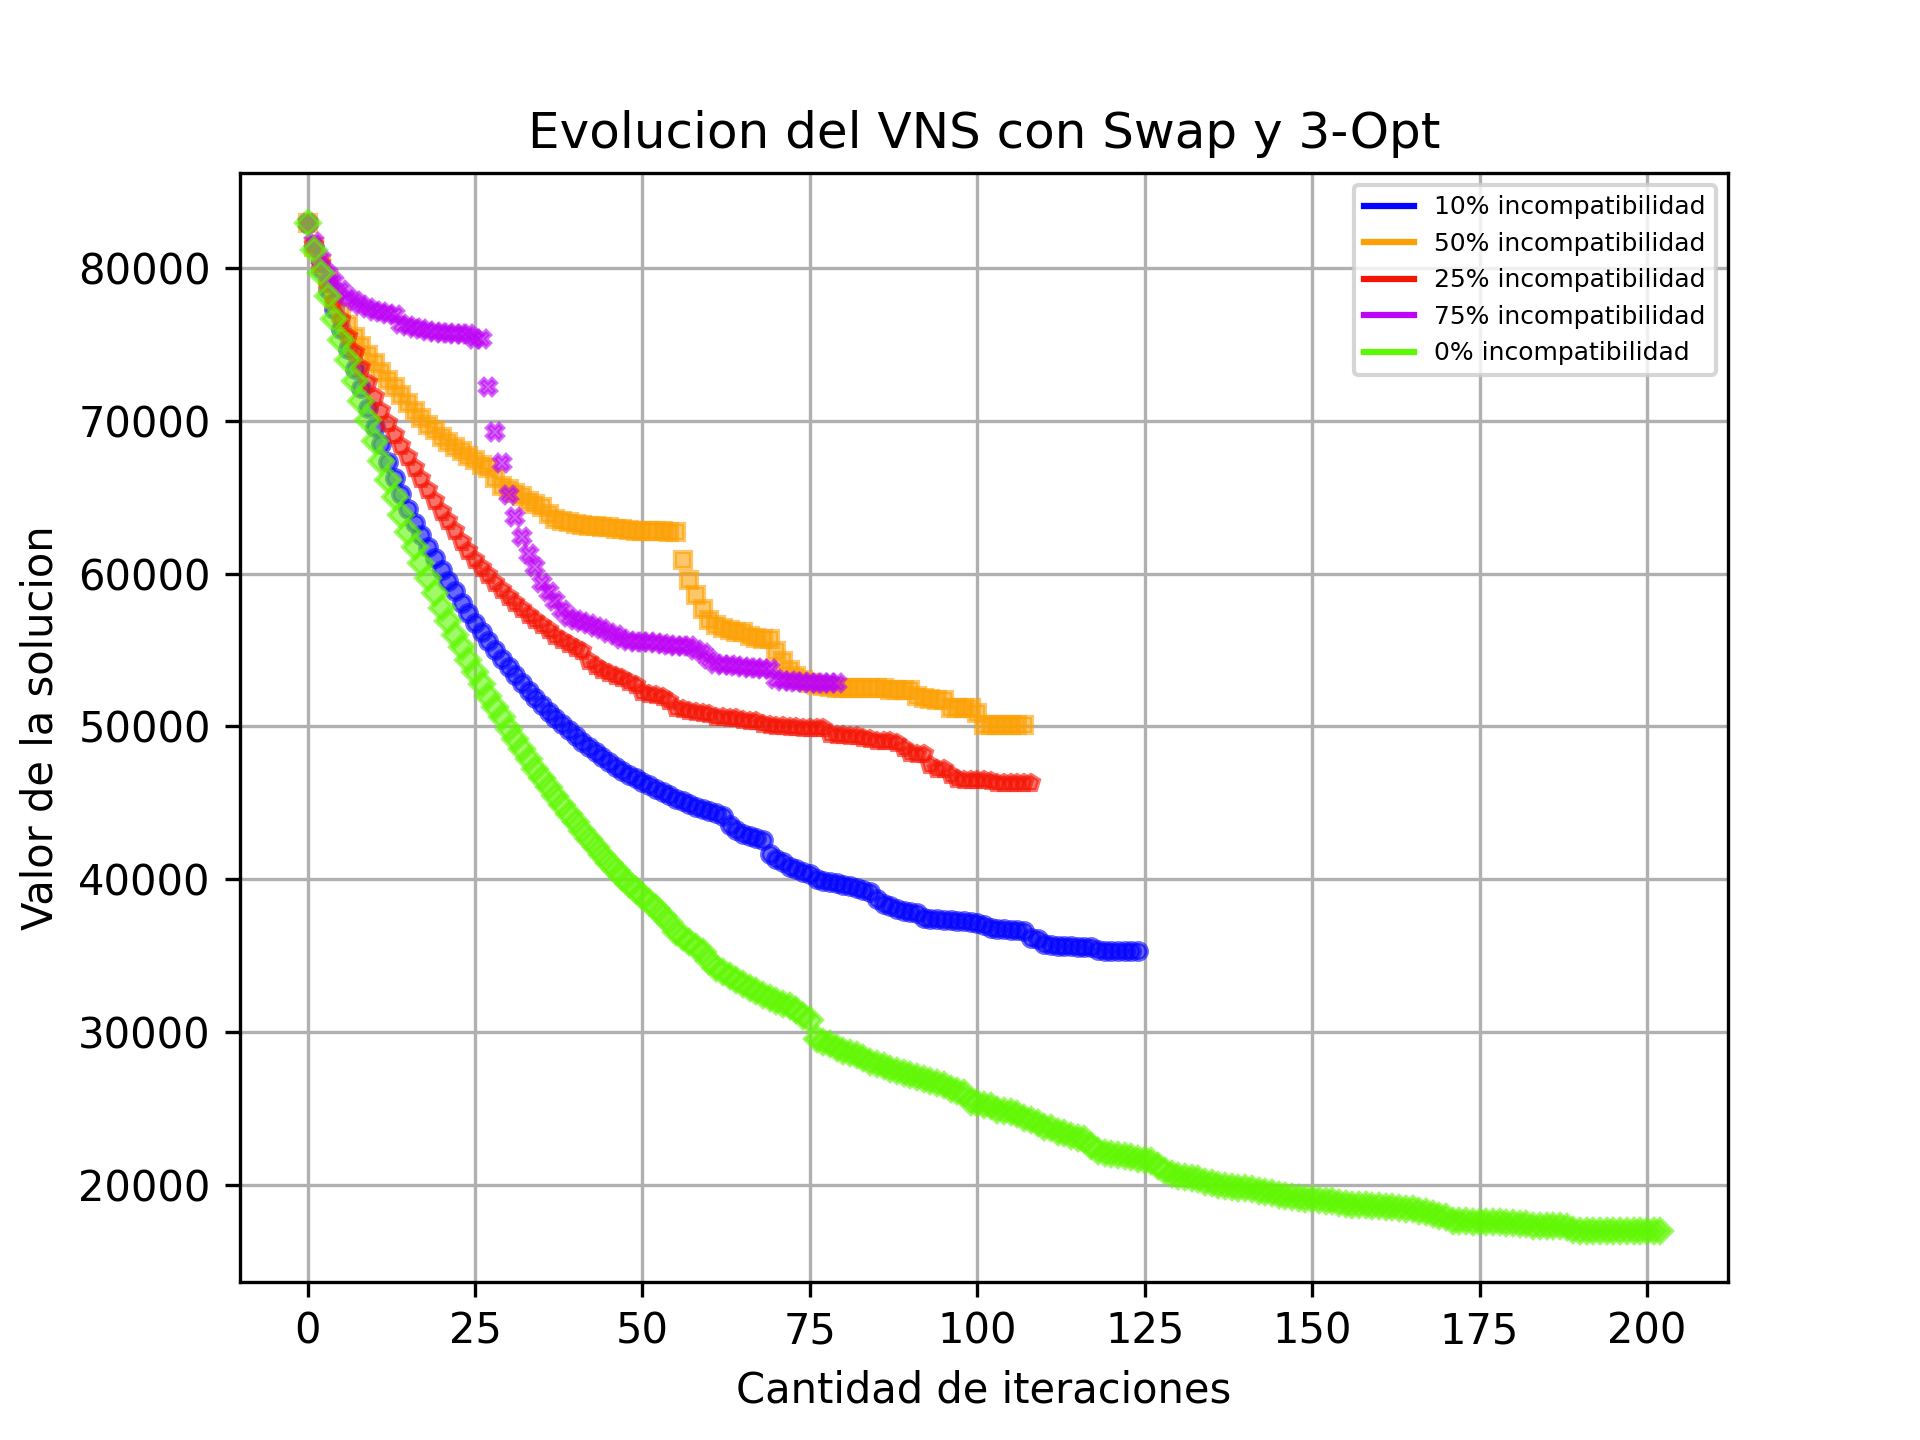 Evolucion del VNS con Swap y 3-Opt
10% incompatibilidad
50% incompatibilidad
25% incompatibilidad
75% incompatibilidad
0% incompatibilidad
Valor de la solucion
80000
70000
60000
50000
40000
30000
20000
0 25 50 75 100 125 150 175 200
Cantidad de iteraciones